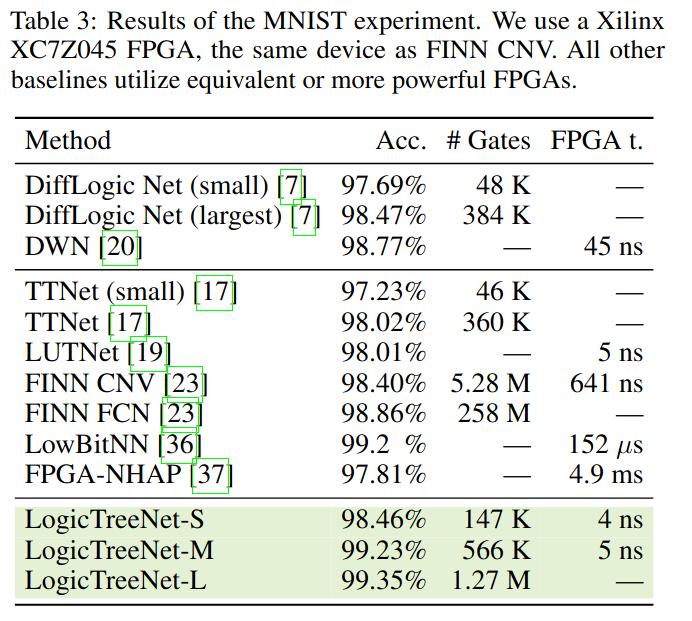 Table 3: Results of the MNIST experiment. We use a Xilinx
XC7Z045 FPGA, the same device as FINN CNV. All other
baselines utilize equivalent or more powerful FPGAs.
Method Acc. # Gates FPGA t.
DiffLogic Net (small) [7] 97.69% 48 K —
DiffLogic Net (largest) [7] 98.47% 384 K —
DWN [20] 98.77% — 45 ns
TTNet (small) [17] 97.23% 46 K —
TTNet [17] 98.02% 360 K —
LUTNet [19] 98.01% — 5 ns
FINN CNV [23] 98.40% 5.28 M 641 ns
FINN FCN [23] 98.86% 258 M —
LowBitNN [36] 99.2 % — 152 μs
FPGA-NHAP [37] 97.81% — 4.9 ms
LogicTreeNet-S 98.46% 147 K 4 ns
LogicTreeNet-M 99.23% 566 K 5 ns
LogicTreeNet-L 99.35% 1.27 M —